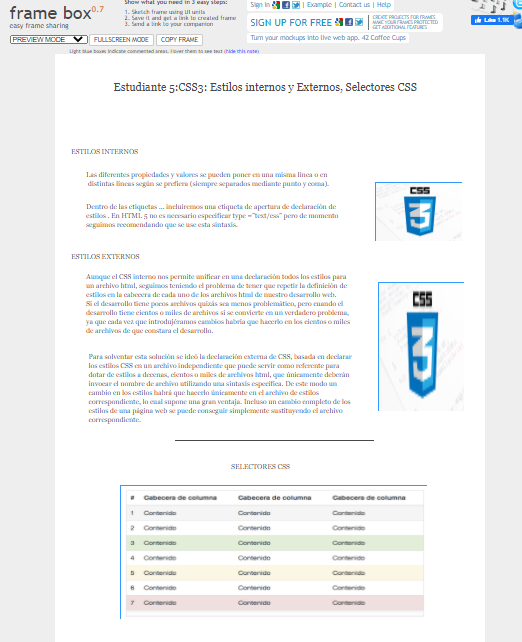 frame box 0.7
easy frame sharing
Show what you need in 3 easy steps:
1. Sketch frame using UI utils
2. Save it and get a link to created frame
3. Send a link to your companion
Sign in | Example | Contact us | Help
SIGN UP FOR FREE
CREATE PROJECTS FOR FRAMES
MAKE YOUR FRAMES PROTECTED
GET ADDITIONAL FEATURES
Turn your mockups into live web app. 42 Coffee Cups
Like 1.1K
PREVIEW MODE
FULLSCREEN MODE
COPY FRAME
Light blue boxes indicate commented areas. Hover them to see text (hide this note)
Estudiante 5:CSS3: Estilos internos y Externos, Selectores CSS
ESTILOS INTERNOS
Las diferentes propiedades y valores se pueden poner en una misma línea o en
distintas líneas según se prefiera (siempre separados mediante punto y coma).
Dentro de las etiquetas ... incluiremos una etiqueta de apertura de declaración de
estilos . En HTML 5 no es necesario especificar type ="text/css" pero de momento
seguimos recomendando que se use esta sintaxis.
CSS
3
ESTILOS EXTERNOS
Aunque el CSS interno nos permite unificar en una declaración todos los estilos para
un archivo html, seguimos teniendo el problema de tener que repetir la definición de
estilos en la cabecera de cada uno de los archivos html de nuestro desarrollo web.
Si el desarrollo tiene pocos archivos quizás sea menos problemático, pero cuando el
desarrollo tiene cientos o miles de archivos sí se convierte en un verdadero problema,
ya que cada vez que introdujéramos cambios habría que hacerlo en los cientos o miles
de archivos de que constara el desarrollo.
CSS
3
Para solventar esta solución se ideó la declaración externa de CSS, basada en declarar
los estilos CSS en un archivo independiente que puede servir como referente para
dotar de estilos a decenas, cientos o miles de archivos html, que únicamente deberán
invocar el nombre de archivo utilizando una sintaxis específica. De este modo un
cambio en los estilos habrá que hacerlo únicamente en el archivo de estilos
correspondiente, lo cual supone una gran ventaja. Incluso un cambio completo de los
estilos de una página web se puede conseguir simplemente sustituyendo el archivo
correspondiente.
SELECTORES CSS
# Cabecera de columna Cabecera de columna Cabecera de columna
1 Contenido Contenido Contenido
2 Contenido Contenido Contenido
3 Contenido Contenido Contenido
4 Contenido Contenido Contenido
5 Contenido Contenido Contenido
6 Contenido Contenido Contenido
7 Contenido Contenido Contenido